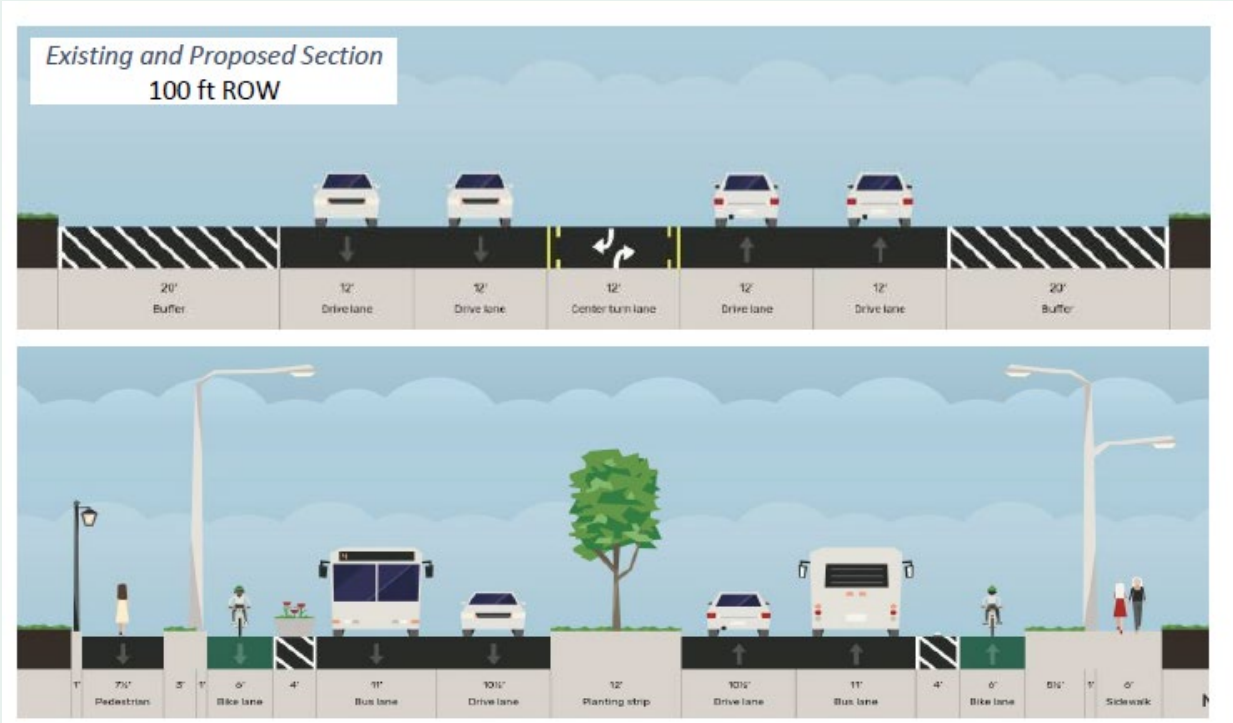 Existing and Proposed Section
100 ft ROW
20' 12' 12' 12' 12' 12' 20'
Buffer Drive lane Drive lane Center turn lane Drive lane Drive lane Buffer
1' 7½' 3' 1' 6' 4' 11' 10½' 12' 10½' 11' 4' 6' 5½' 1' 6'
Pedestrian Bike lane Bus lane Drive lane Planting strip Drive lane Bus lane Bike lane Sidewalk